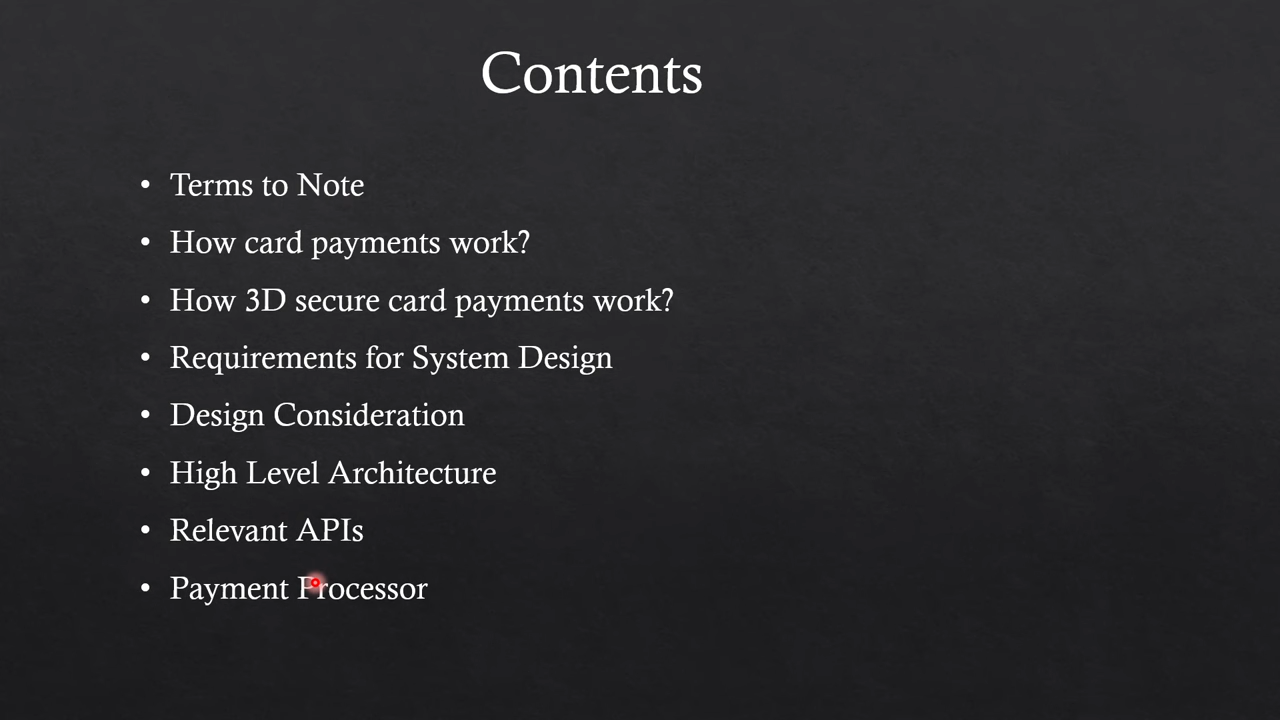 Contents
• Terms to Note
• How card payments work?
• How 3D secure card payments work?
• Requirements for System Design
• Design Consideration
• High Level Architecture
• Relevant APIs
• Payment Processor